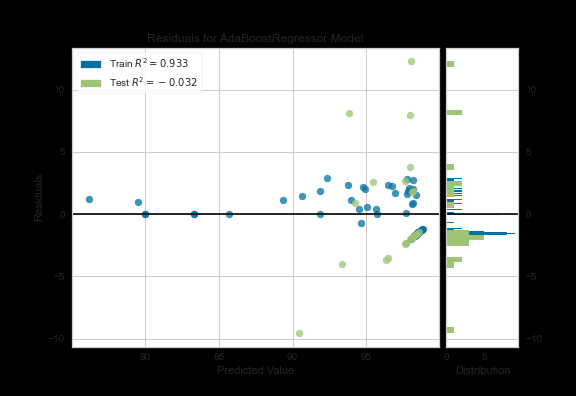 Residuals for AdaBoostRegressor Model
Train R² = 0.933
Test R² = −0.032
10
5
0
−5
−10
Residuals
80
85
90
95
Predicted Value
10
5
0
−5
−10
0
5
Distribution